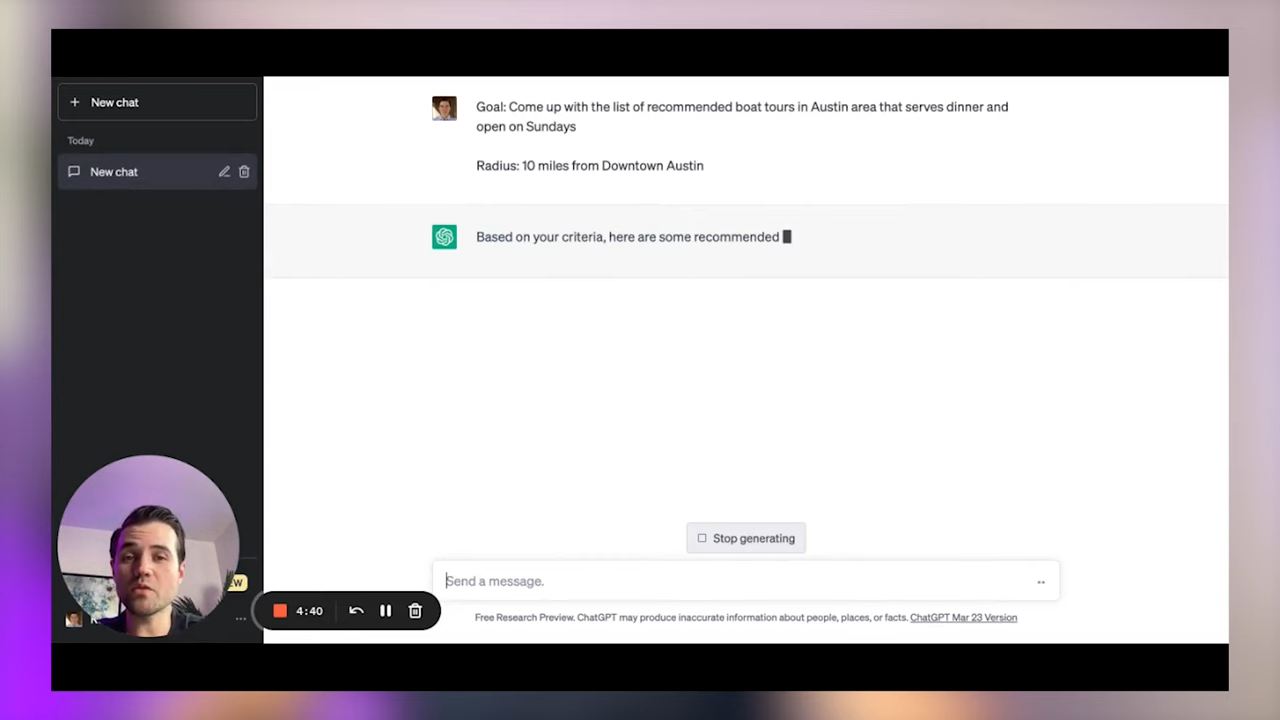 New chat
Today
New chat
Goal: Come up with the list of recommended boat tours in Austin area that serves dinner and
open on Sundays
Radius: 10 miles from Downtown Austin
Based on your criteria, here are some recommended
Stop generating
Send a message.
4:40
Free Research Preview. ChatGPT may produce inaccurate information about people, places, or facts. ChatGPT Mar 23 Version